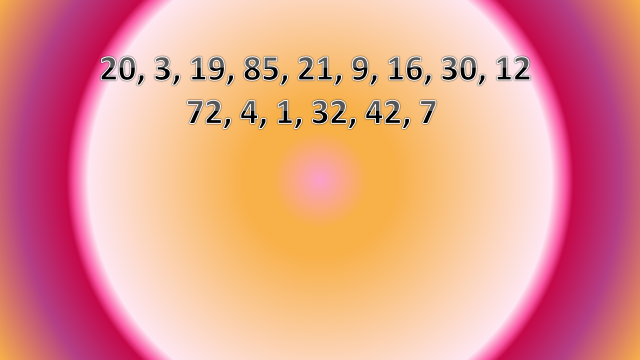 20, 3, 19, 85, 21, 9, 16, 30, 12
72, 4, 1, 32, 42, 7